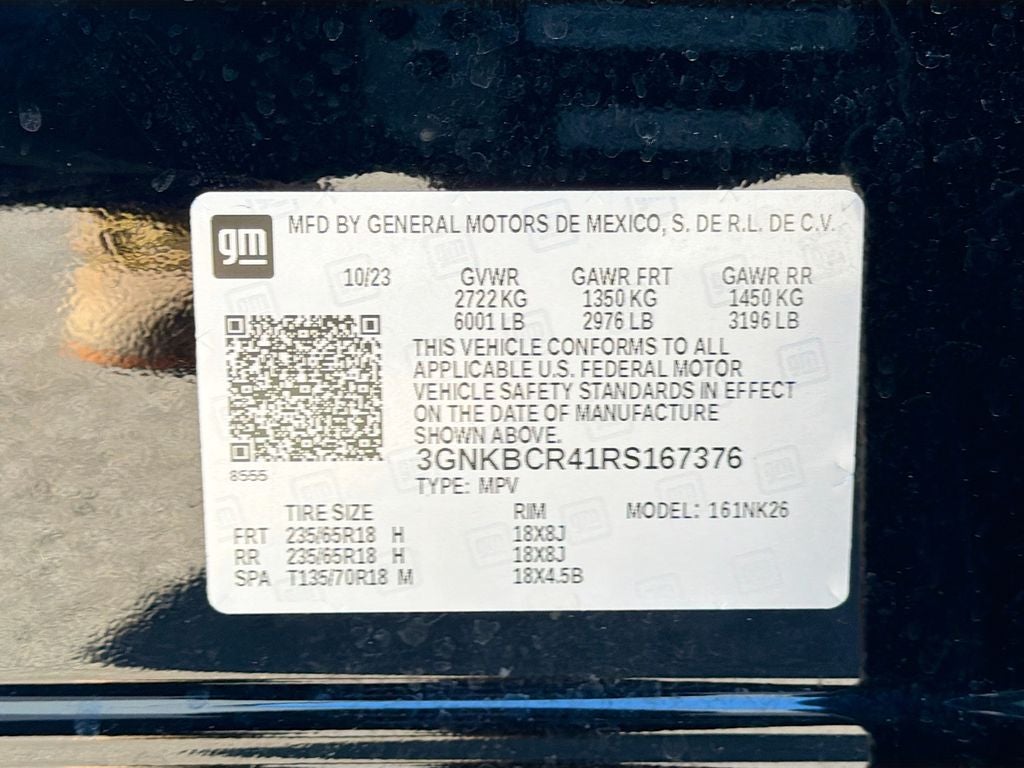 gm MFD BY GENERAL MOTORS DE MEXICO, S. DE R.L. DE C.V.
10/23 GVWR GAWR FRT GAWR RR
2722 KG 1350 KG 1450 KG
6001 LB 2976 LB 3196 LB
THIS VEHICLE CONFORMS TO ALL
APPLICABLE U.S. FEDERAL MOTOR
VEHICLE SAFETY STANDARDS IN EFFECT
ON THE DATE OF MANUFACTURE
SHOWN ABOVE.
3GNKBCR41RS167376
8555
TYPE: MPV
TIRE SIZE RIM MODEL: 161NK26
FRT 235/65R18 H 18X8J
RR 235/65R18 H 18X8J
SPA T135/70R18 M 18X4.5B